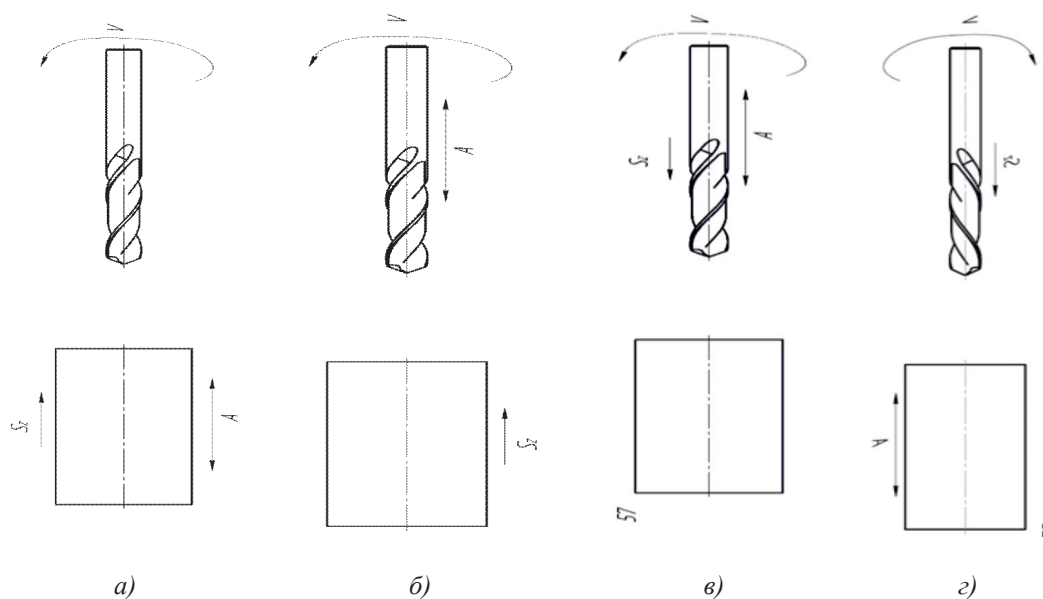 V V V V
A
Sz A Sz
A
Sz A Sz A
57
а) б) в) г)